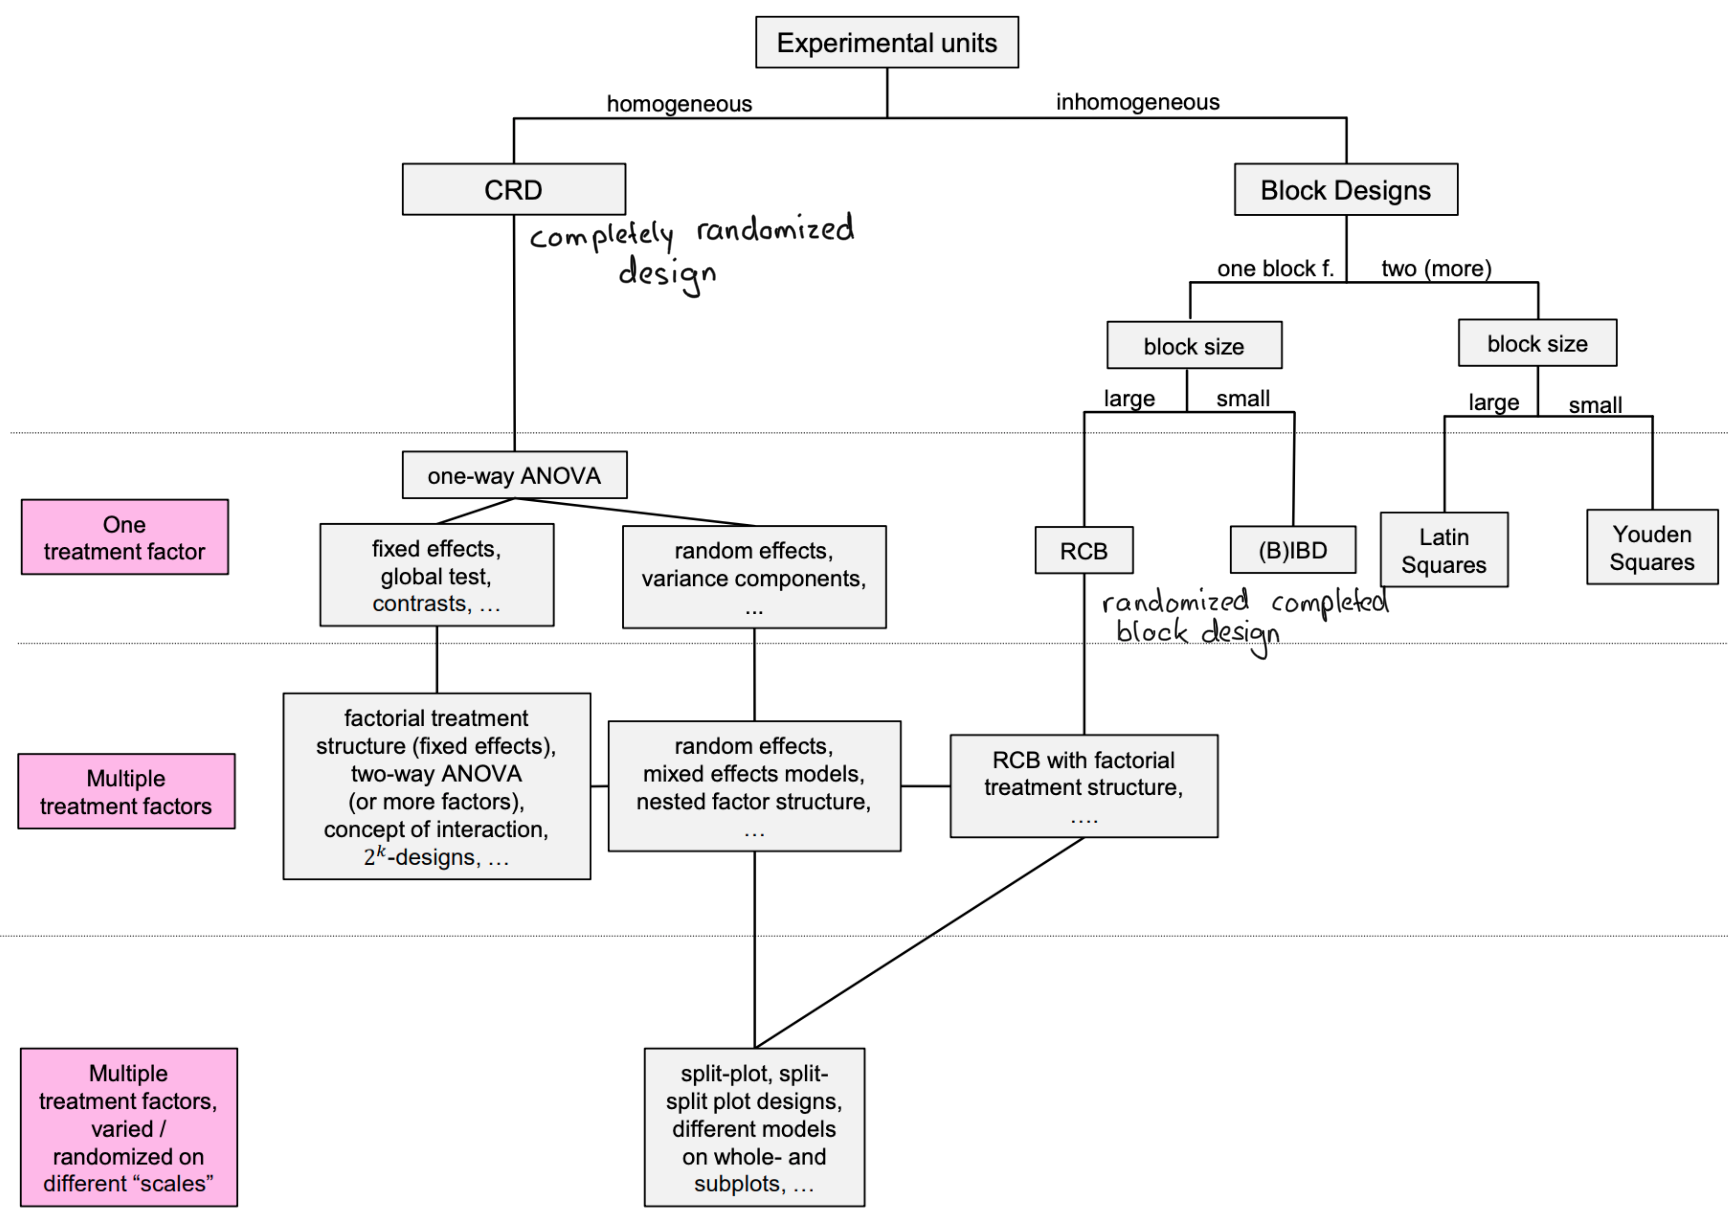 Experimental units
homogeneous
inhomogeneous
CRD
Block Designs
completely randomized
design
one block f.
two (more)
block size
block size
large
small
large
small
one-way ANOVA
One
treatment factor
fixed effects,
global test,
contrasts, …
random effects,
variance components,
...
RCB
(B)IBD
Latin
Squares
Youden
Squares
randomized completed
block design
Multiple
treatment factors
factorial treatment
structure (fixed effects),
two-way ANOVA
(or more factors),
concept of interaction,
2^k-designs, …
random effects,
mixed effects models,
nested factor structure,
…
RCB with factorial
treatment structure,
….
Multiple
treatment factors,
varied /
randomized on
different “scales”
split-plot, split-
split plot designs,
different models
on whole- and
subplots, …